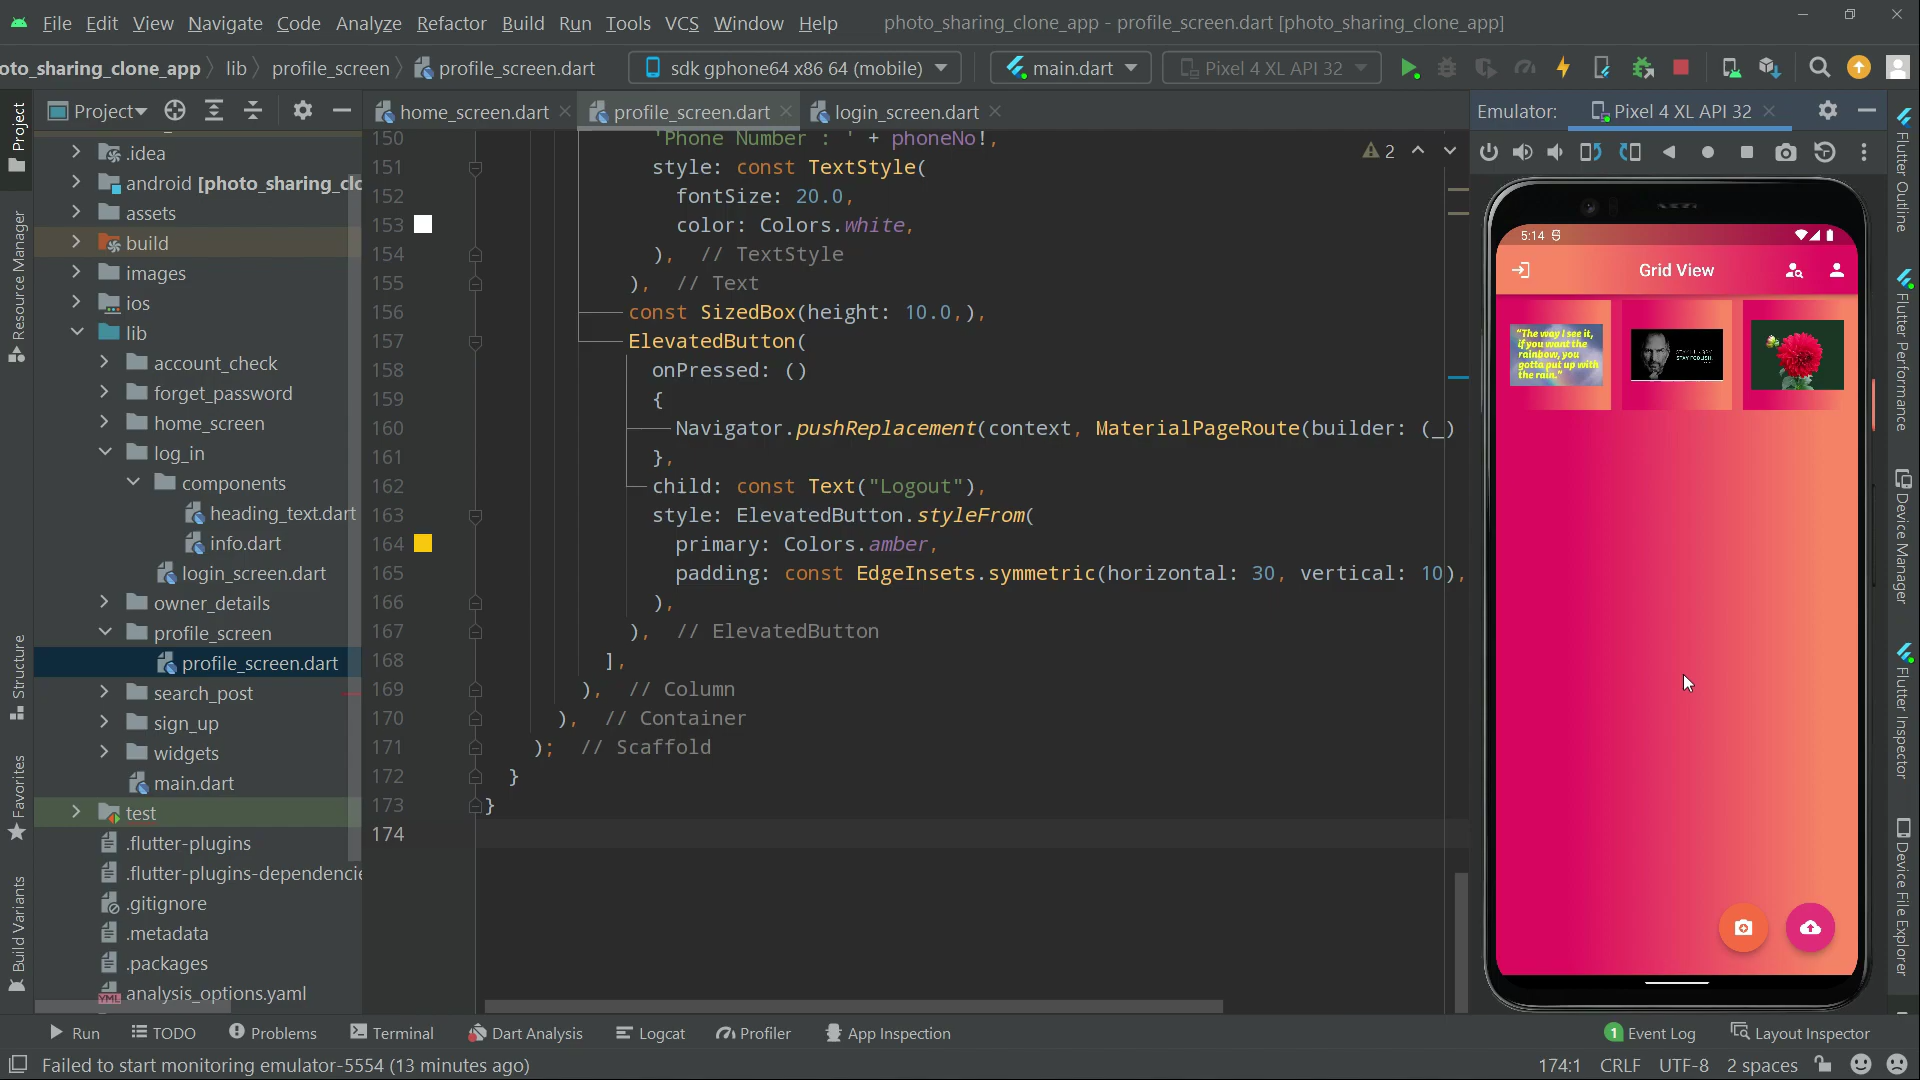 File Edit View Navigate Code Analyze Refactor Build Run Tools VCS Window Help photo_sharing_clone_app - profile_screen.dart [photo_sharing_clone_app]
oto_sharing_clone_app lib profile_screen profile_screen.dart sdk gphone64 x86 64 (mobile) main.dart Pixel 4 XL API 32
Project home_screen.dart profile_screen.dart login_screen.dart Emulator: Pixel 4 XL API 32
Project
Resource Manager
Structure
Favorites
Build Variants
.idea
android [photo_sharing_clo
assets
build
images
ios
lib
account_check
forget_password
home_screen
log_in
components
heading_text.dart
info.dart
login_screen.dart
owner_details
profile_screen
profile_screen.dart
search_post
sign_up
widgets
main.dart
test
.flutter-plugins
.flutter-plugins-dependencie
.gitignore
.metadata
.packages
analysis_options.yaml
2
150 'Phone Number : ' + phoneNo!,
151 style: const TextStyle(
152 fontSize: 20.0,
153 color: Colors.white,
154 ), // TextStyle
155 ), // Text
156 const SizedBox(height: 10.0,),
157 ElevatedButton(
158 onPressed: ()
159 {
160 Navigator.pushReplacement(context, MaterialPageRoute(builder: (_)
161 },
162 child: const Text("Logout"),
163 style: ElevatedButton.styleFrom(
164 primary: Colors.amber,
165 padding: const EdgeInsets.symmetric(horizontal: 30, vertical: 10),
166 ),
167 ), // ElevatedButton
168 ],
169 ), // Column
170 ), // Container
171 ); // Scaffold
172 }
173 }
174
5:14
Grid View
"The way I see it,
if you want the
rainbow, you
gotta put up with
the rain."
STAY FOOLISH.
Flutter Outline
Flutter Performance
Device Manager
Flutter Inspector
Device File Explorer
Run TODO Problems Terminal Dart Analysis Logcat Profiler App Inspection 1 Event Log Layout Inspector
Failed to start monitoring emulator-5554 (13 minutes ago) 174:1 CRLF UTF-8 2 spaces